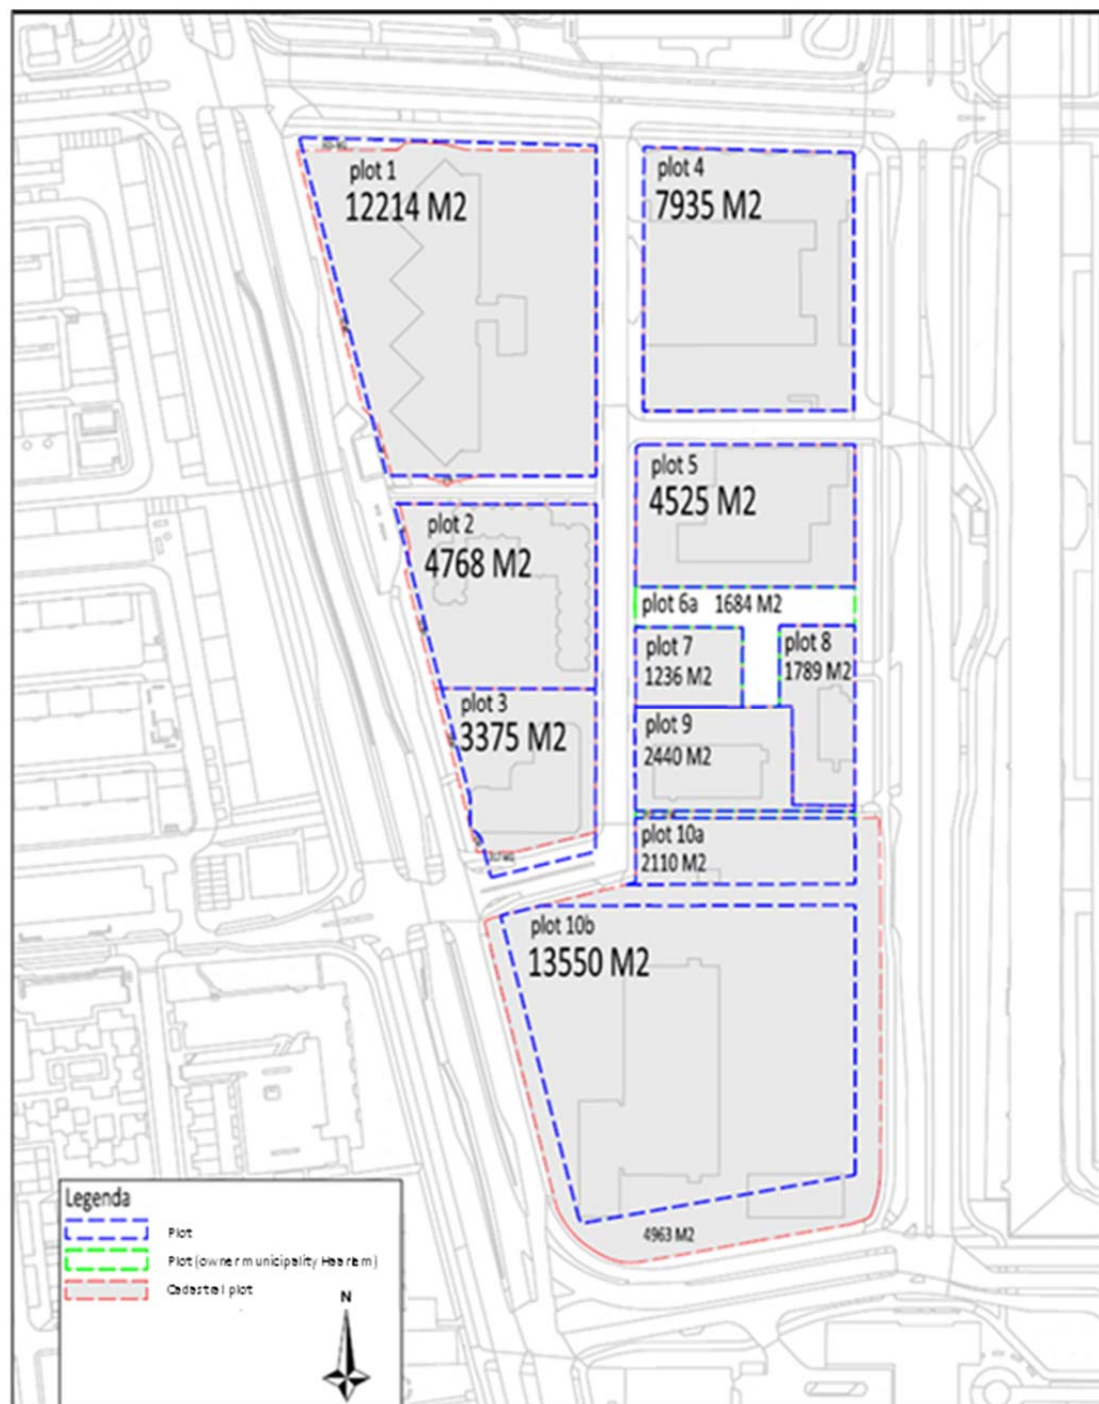 plot 1
12214 M2
plot 4
7935 M2
plot 5
4525 M2
plot 2
4768 M2
plot 6a 1684 M2
plot 7
1236 M2
plot 8
1789 M2
plot 3
3375 M2
plot 9
2440 M2
plot 10a
2110 M2
plot 10b
13550 M2
4963 M2
Legenda
Plot
Plot (owner municipality Haarlem)
Cadastral plot
N